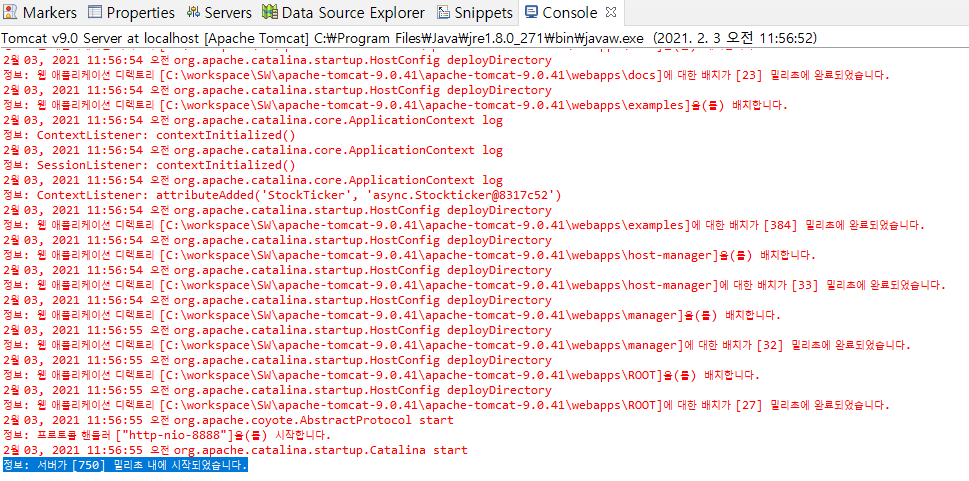 Markers Properties Servers Data Source Explorer Snippets Console
Tomcat v9.0 Server at localhost [Apache Tomcat] C:₩Program Files₩Java₩jre1.8.0_271₩bin₩javaw.exe (2021. 2. 3 오전 11:56:52)
2월 03, 2021 11:56:54 오전 org.apache.catalina.startup.HostConfig deployDirectory
정보: 웹 애플리케이션 디렉토리 [C:\workspace\SW\apache-tomcat-9.0.41\apache-tomcat-9.0.41\webapps\docs]에 대한 배치가 [23] 밀리초에 완료되었습니다.
2월 03, 2021 11:56:54 오전 org.apache.catalina.startup.HostConfig deployDirectory
정보: 웹 애플리케이션 디렉토리 [C:\workspace\SW\apache-tomcat-9.0.41\apache-tomcat-9.0.41\webapps\examples]을(를) 배치합니다.
2월 03, 2021 11:56:54 오전 org.apache.catalina.core.ApplicationContext log
정보: ContextListener: contextInitialized()
2월 03, 2021 11:56:54 오전 org.apache.catalina.core.ApplicationContext log
정보: SessionListener: contextInitialized()
2월 03, 2021 11:56:54 오전 org.apache.catalina.core.ApplicationContext log
정보: ContextListener: attributeAdded('StockTicker', 'async.Stockticker@8317c52')
2월 03, 2021 11:56:54 오전 org.apache.catalina.startup.HostConfig deployDirectory
정보: 웹 애플리케이션 디렉토리 [C:\workspace\SW\apache-tomcat-9.0.41\apache-tomcat-9.0.41\webapps\examples]에 대한 배치가 [384] 밀리초에 완료되었습니다.
2월 03, 2021 11:56:54 오전 org.apache.catalina.startup.HostConfig deployDirectory
정보: 웹 애플리케이션 디렉토리 [C:\workspace\SW\apache-tomcat-9.0.41\apache-tomcat-9.0.41\webapps\host-manager]을(를) 배치합니다.
2월 03, 2021 11:56:54 오전 org.apache.catalina.startup.HostConfig deployDirectory
정보: 웹 애플리케이션 디렉토리 [C:\workspace\SW\apache-tomcat-9.0.41\apache-tomcat-9.0.41\webapps\host-manager]에 대한 배치가 [33] 밀리초에 완료되었습니다.
2월 03, 2021 11:56:54 오전 org.apache.catalina.startup.HostConfig deployDirectory
정보: 웹 애플리케이션 디렉토리 [C:\workspace\SW\apache-tomcat-9.0.41\apache-tomcat-9.0.41\webapps\manager]을(를) 배치합니다.
2월 03, 2021 11:56:55 오전 org.apache.catalina.startup.HostConfig deployDirectory
정보: 웹 애플리케이션 디렉토리 [C:\workspace\SW\apache-tomcat-9.0.41\apache-tomcat-9.0.41\webapps\manager]에 대한 배치가 [32] 밀리초에 완료되었습니다.
2월 03, 2021 11:56:55 오전 org.apache.catalina.startup.HostConfig deployDirectory
정보: 웹 애플리케이션 디렉토리 [C:\workspace\SW\apache-tomcat-9.0.41\apache-tomcat-9.0.41\webapps\ROOT]을(를) 배치합니다.
2월 03, 2021 11:56:55 오전 org.apache.catalina.startup.HostConfig deployDirectory
정보: 웹 애플리케이션 디렉토리 [C:\workspace\SW\apache-tomcat-9.0.41\apache-tomcat-9.0.41\webapps\ROOT]에 대한 배치가 [27] 밀리초에 완료되었습니다.
2월 03, 2021 11:56:55 오전 org.apache.coyote.AbstractProtocol start
정보: 프로토콜 핸들러 ["http-nio-8888"]을(를) 시작합니다.
2월 03, 2021 11:56:55 오전 org.apache.catalina.startup.Catalina start
정보: 서버가 [750] 밀리초 내에 시작되었습니다.